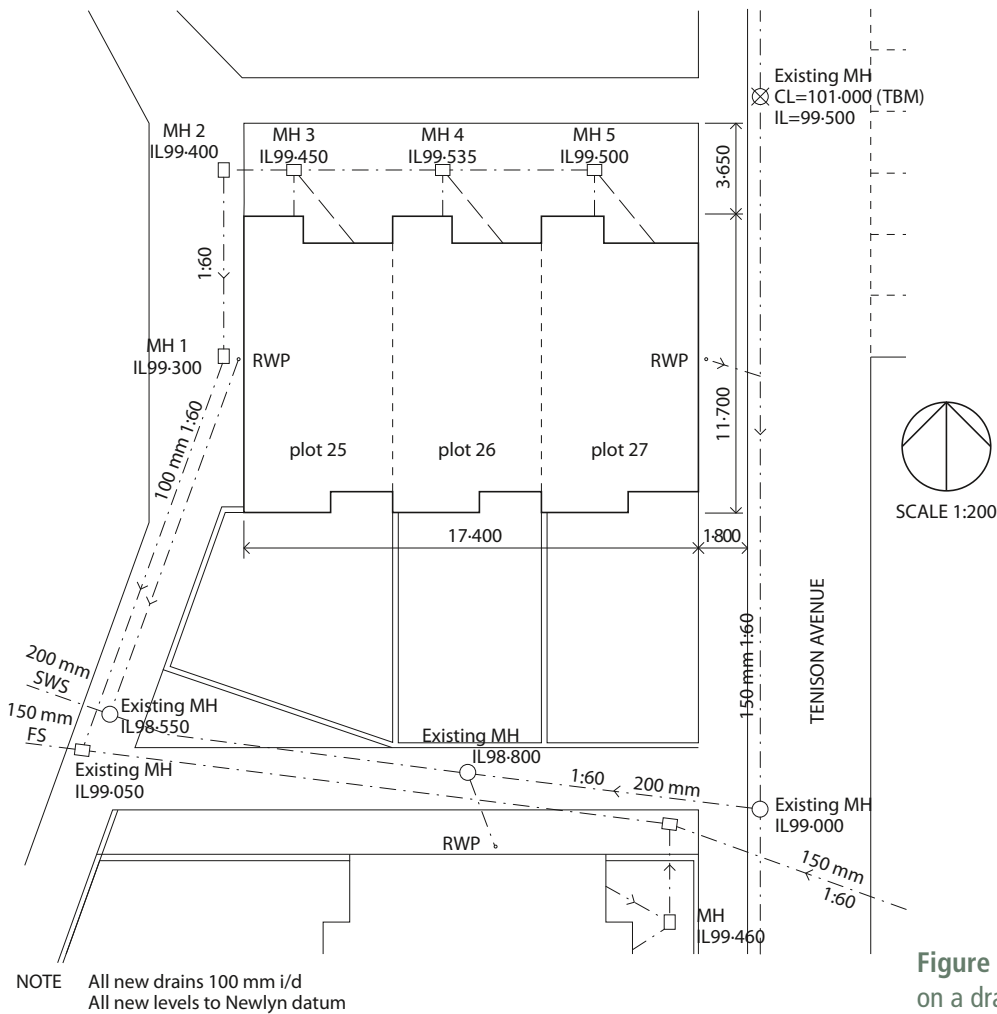 Existing MH
CL=101·000 (TBM)
IL=99·500
MH 2
IL99·400
MH 3
IL99·450
MH 4
IL99·535
MH 5
IL99·500
3·650
1:60
MH 1
IL99·300
RWP
RWP
11·700
100 mm 1:60
plot 25
plot 26
plot 27
SCALE 1:200
17·400
1·800
150 mm 1:60
TENISON AVENUE
200 mm
SWS
150 mm
FS
Existing MH
IL98·550
Existing MH
IL98·800
Existing MH
IL99·050
1:60
200 mm
Existing MH
IL99·000
RWP
150 mm
1:60
MH
IL99·460
NOTE All new drains 100 mm i/d
All new levels to Newlyn datum
Figure
on a dra